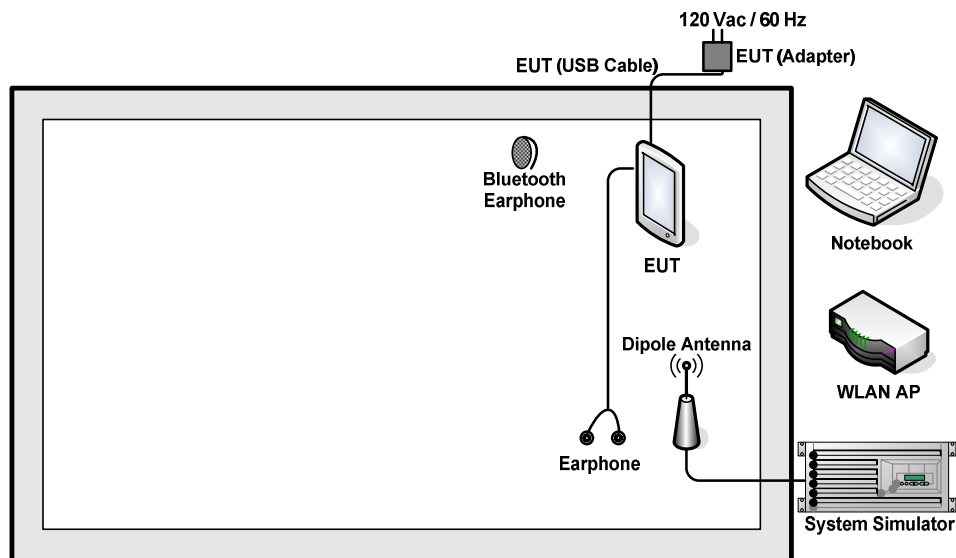 120 Vac / 60 Hz
EUT (USB Cable)
EUT (Adapter)
Bluetooth
Earphone
EUT
Notebook
Dipole Antenna
WLAN AP
Earphone
System Simulator